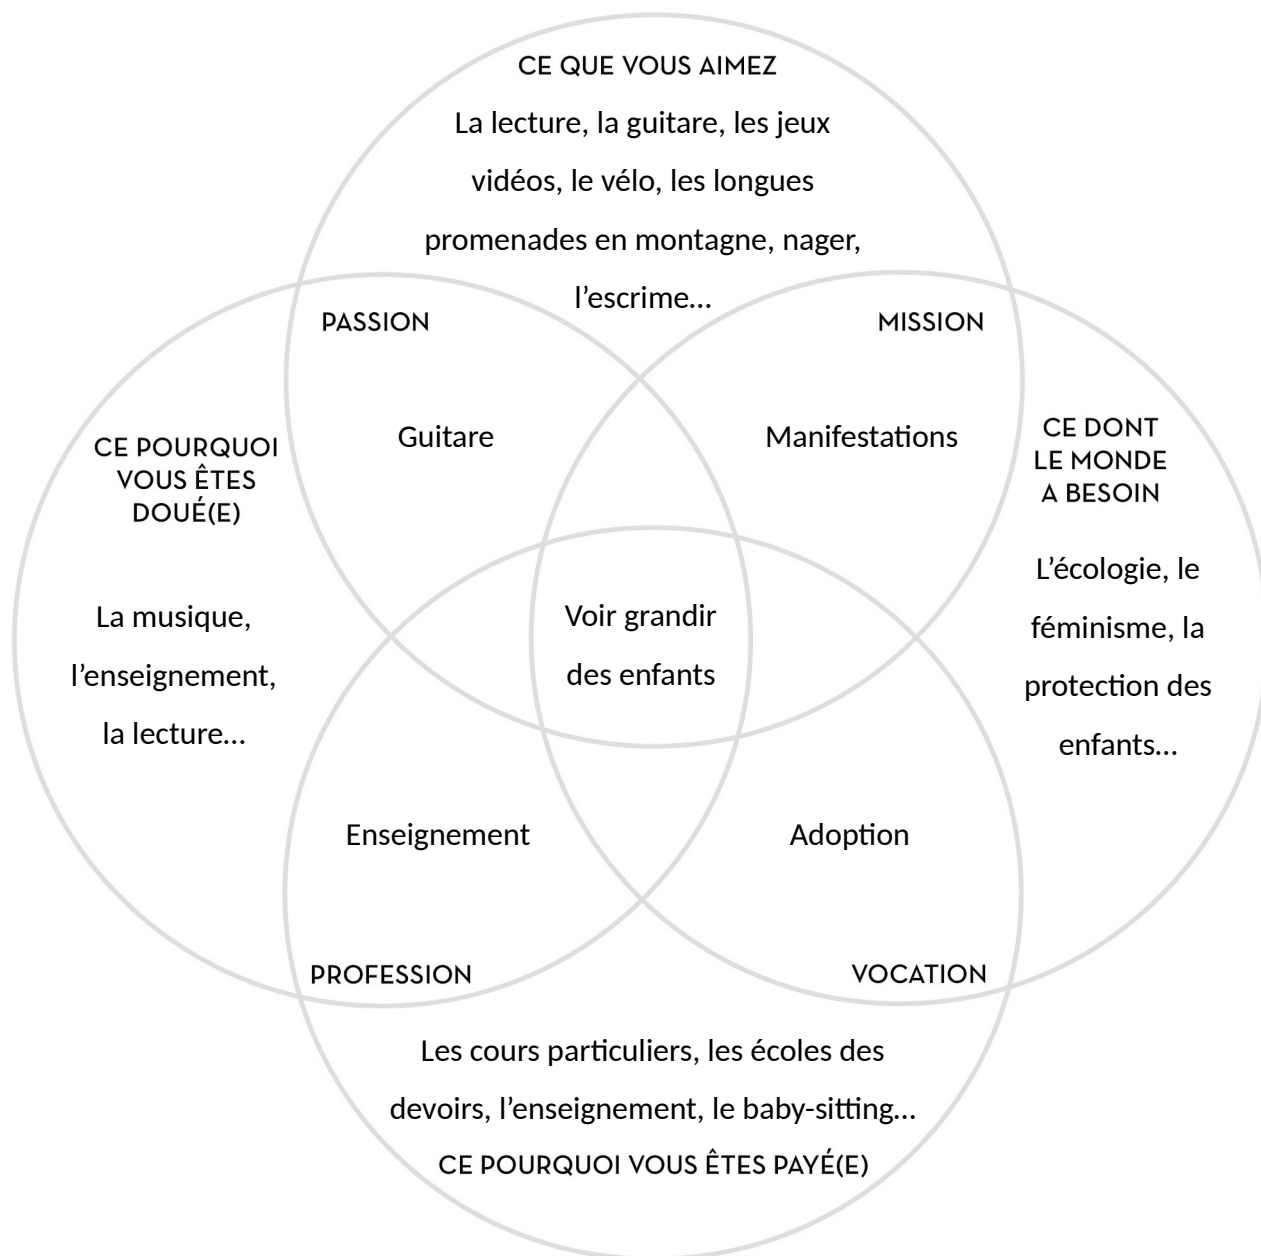 CE QUE VOUS AIMEZ
La lecture, la guitare, les jeux
vidéos, le vélo, les longues
promenades en montagne, nager,
l’escrime…
PASSION
MISSION
Guitare
Manifestations
CE POURQUOI
VOUS ÊTES
DOUÉ(E)
La musique,
l’enseignement,
la lecture…
CE DONT
LE MONDE
A BESOIN
L’écologie, le
féminisme, la
protection des
enfants…
Voir grandir
des enfants
Enseignement
Adoption
PROFESSION
VOCATION
Les cours particuliers, les écoles des
devoirs, l’enseignement, le baby-sitting…
CE POURQUOI VOUS ÊTES PAYÉ(E)